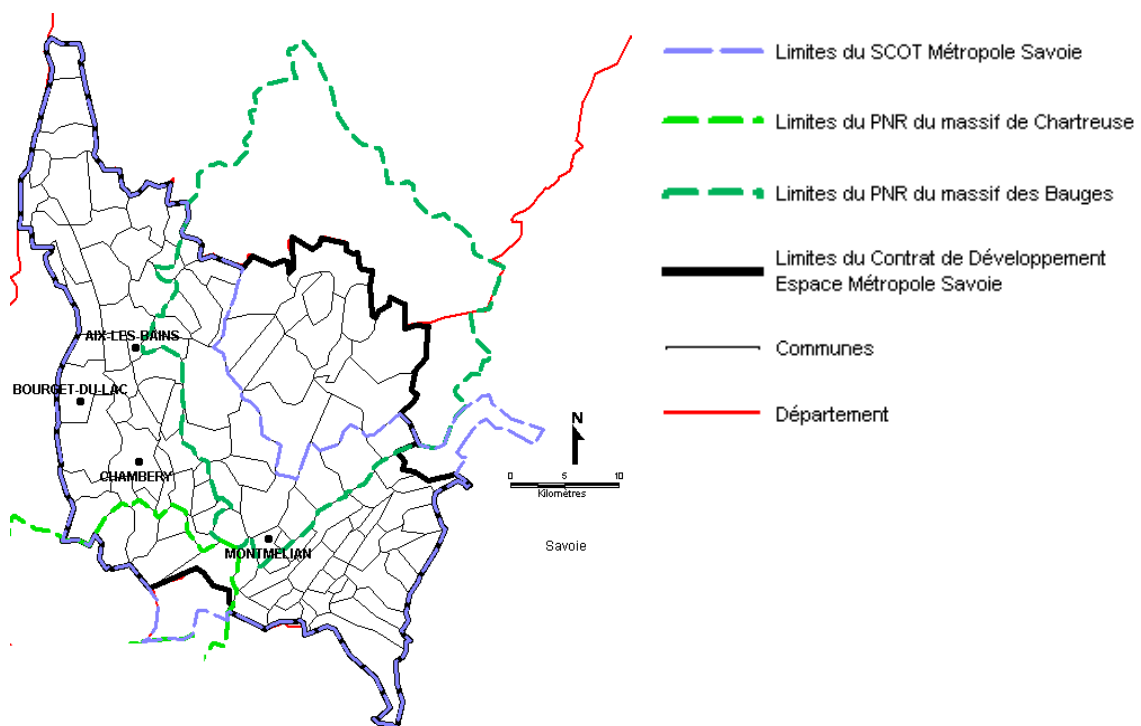 Limites du SCOT Métropole Savoie
Limites du PNR du massif de Chartreuse
Limites du PNR du massif des Bauges
Limites du Contrat de Développement
Espace Métropole Savoie
Communes
Département
AIX-LES-BAINS
BOURGET-DU-LAC
CHAMBERY
MONTMELIAN
N
0 5 10
Kilomètres
Savoie